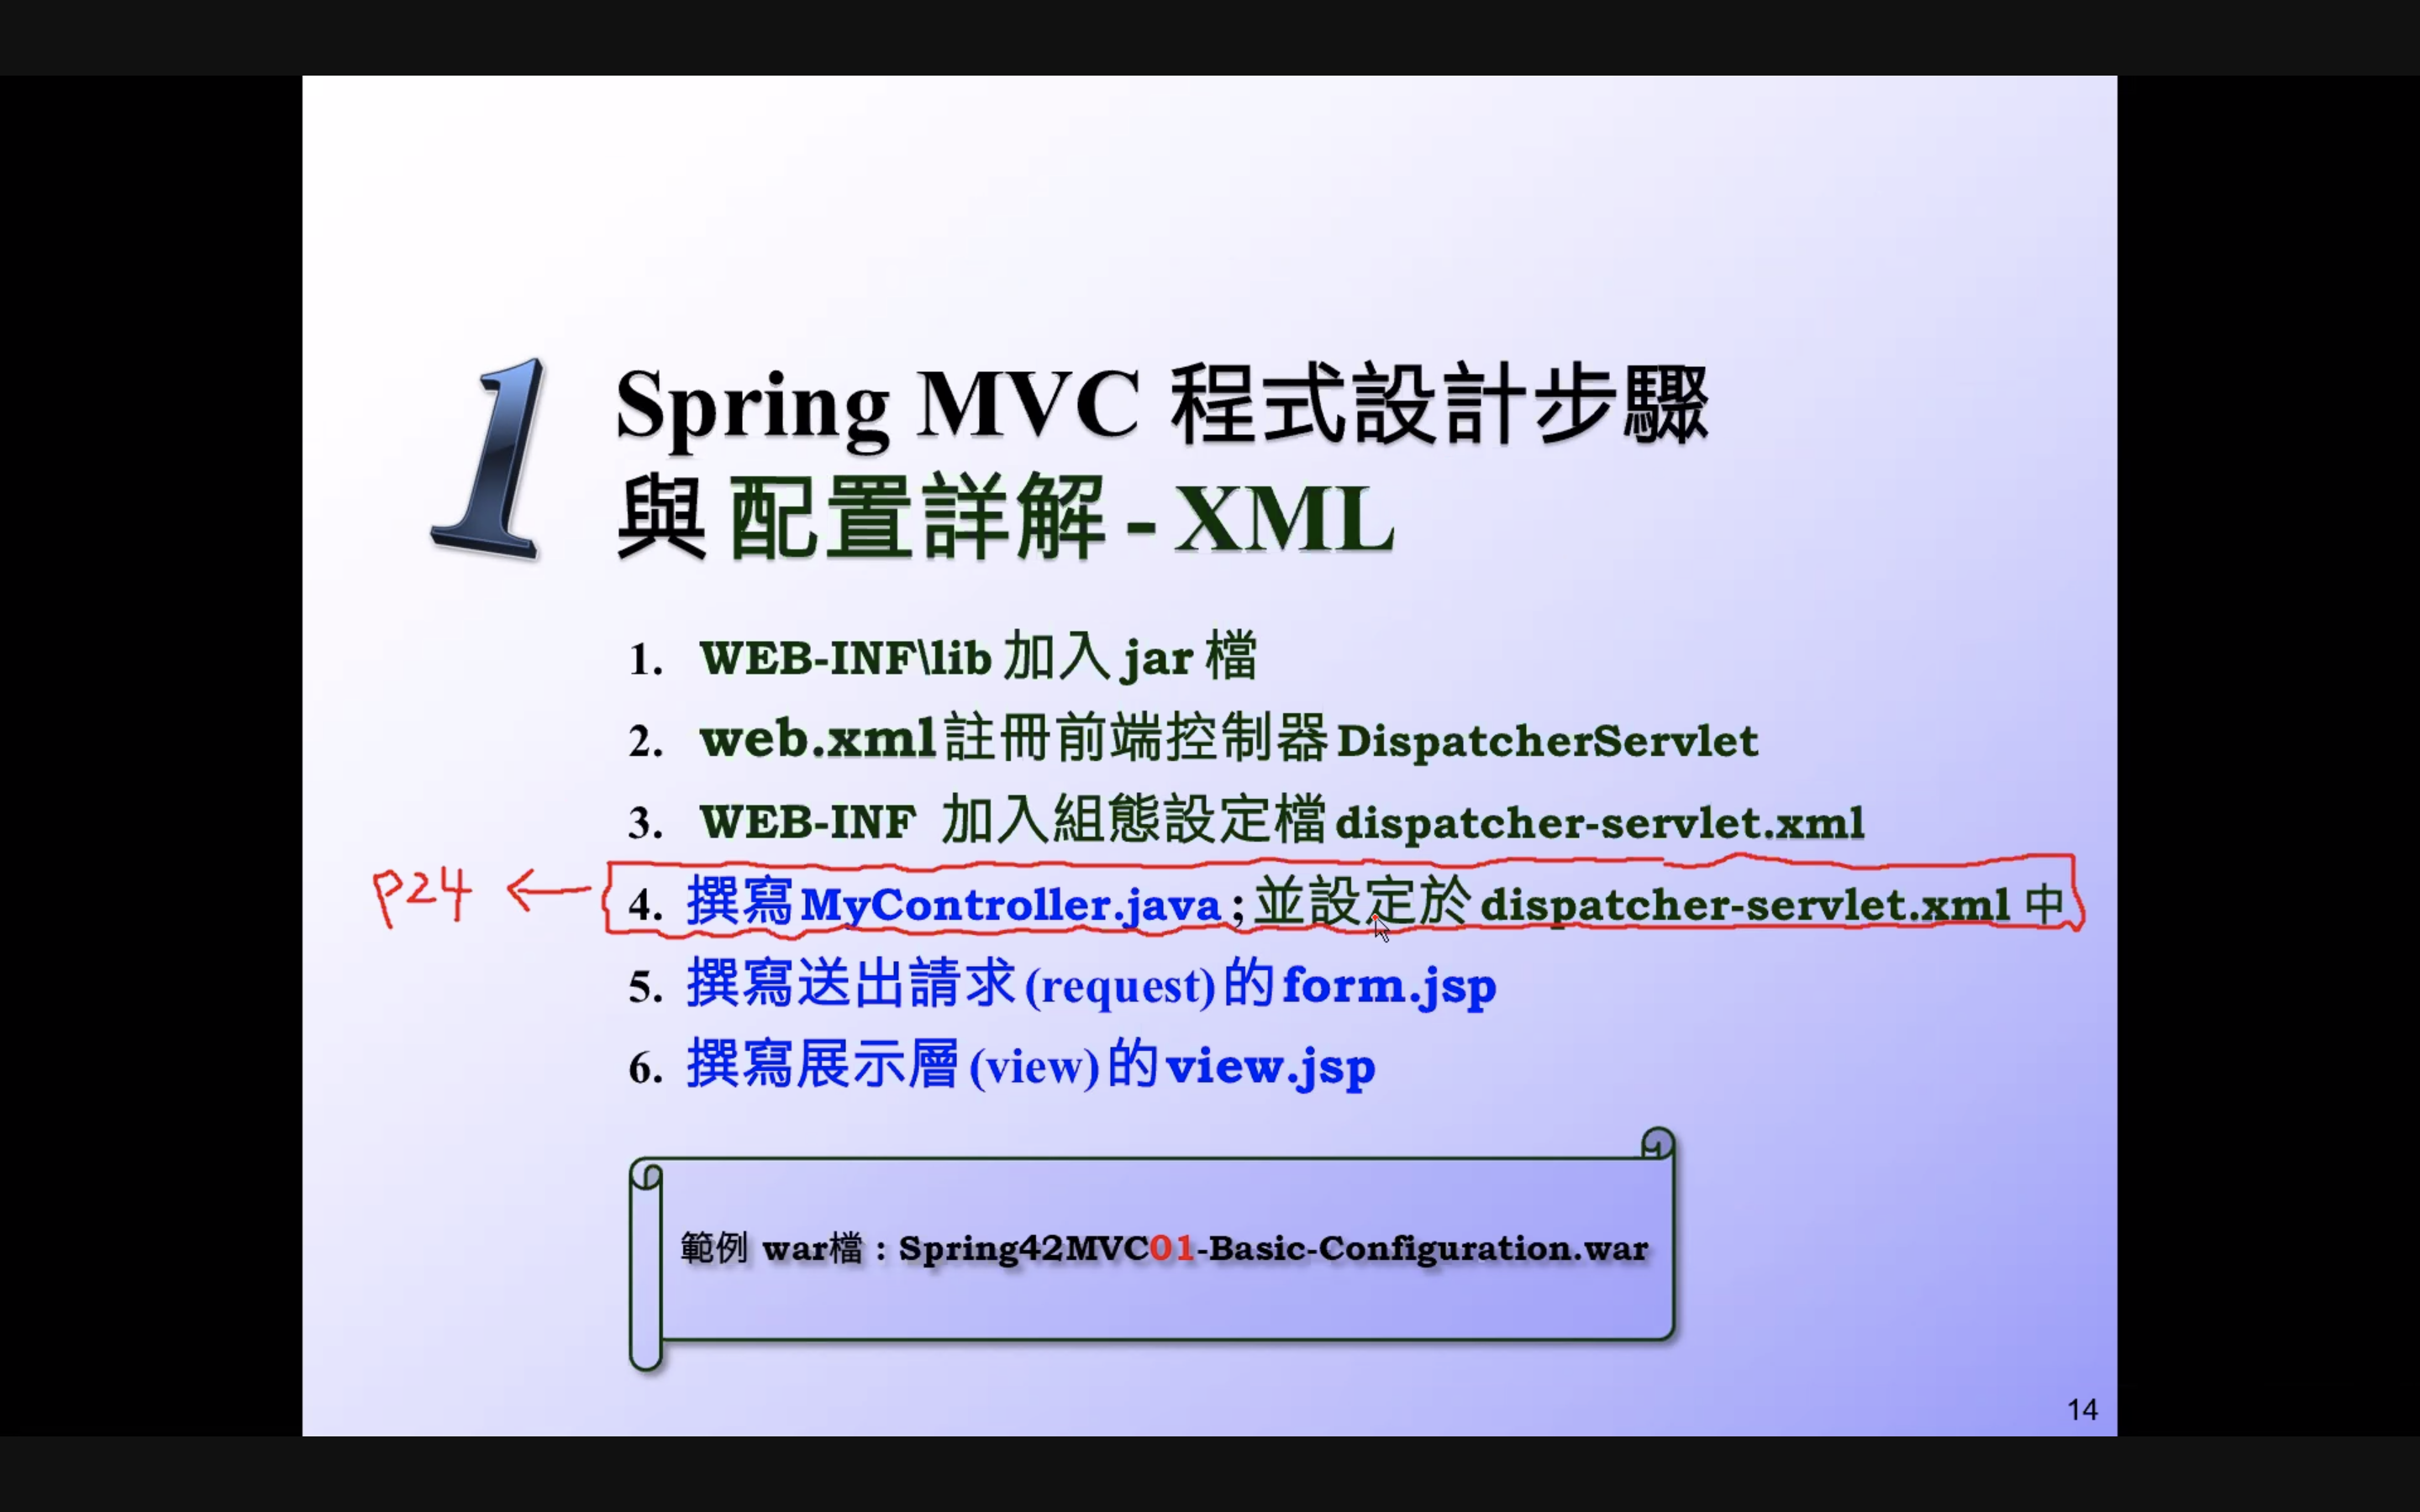 1
Spring MVC 程式設計步驟
與 配置詳解 - XML
1. WEB-INF\lib 加入 jar 檔
2. web.xml 註冊前端控制器 DispatcherServlet
3. WEB-INF 加入組態設定檔 dispatcher-servlet.xml
P24 ← 4. 撰寫 MyController.java ; 並設定於 dispatcher-servlet.xml 中
5. 撰寫送出請求 (request) 的 form.jsp
6. 撰寫展示層 (view) 的 view.jsp
範例 war檔 : Spring42MVC01-Basic-Configuration.war
14